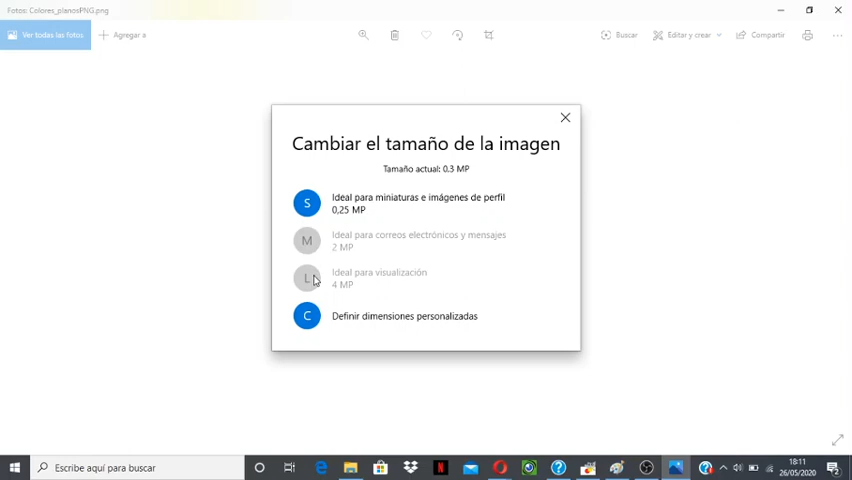 Fotos: Colores_planosPNG.png
Ver todas las fotos
Agregar a
Buscar
Editar y crear
Compartir
Cambiar el tamaño de la imagen
Tamaño actual: 0.3 MP
S
Ideal para miniaturas e imágenes de perfil
0,25 MP
M
Ideal para correos electrónicos y mensajes
2 MP
L
Ideal para visualización
4 MP
C
Definir dimensiones personalizadas
Escribe aquí para buscar
18:11
26/05/2020